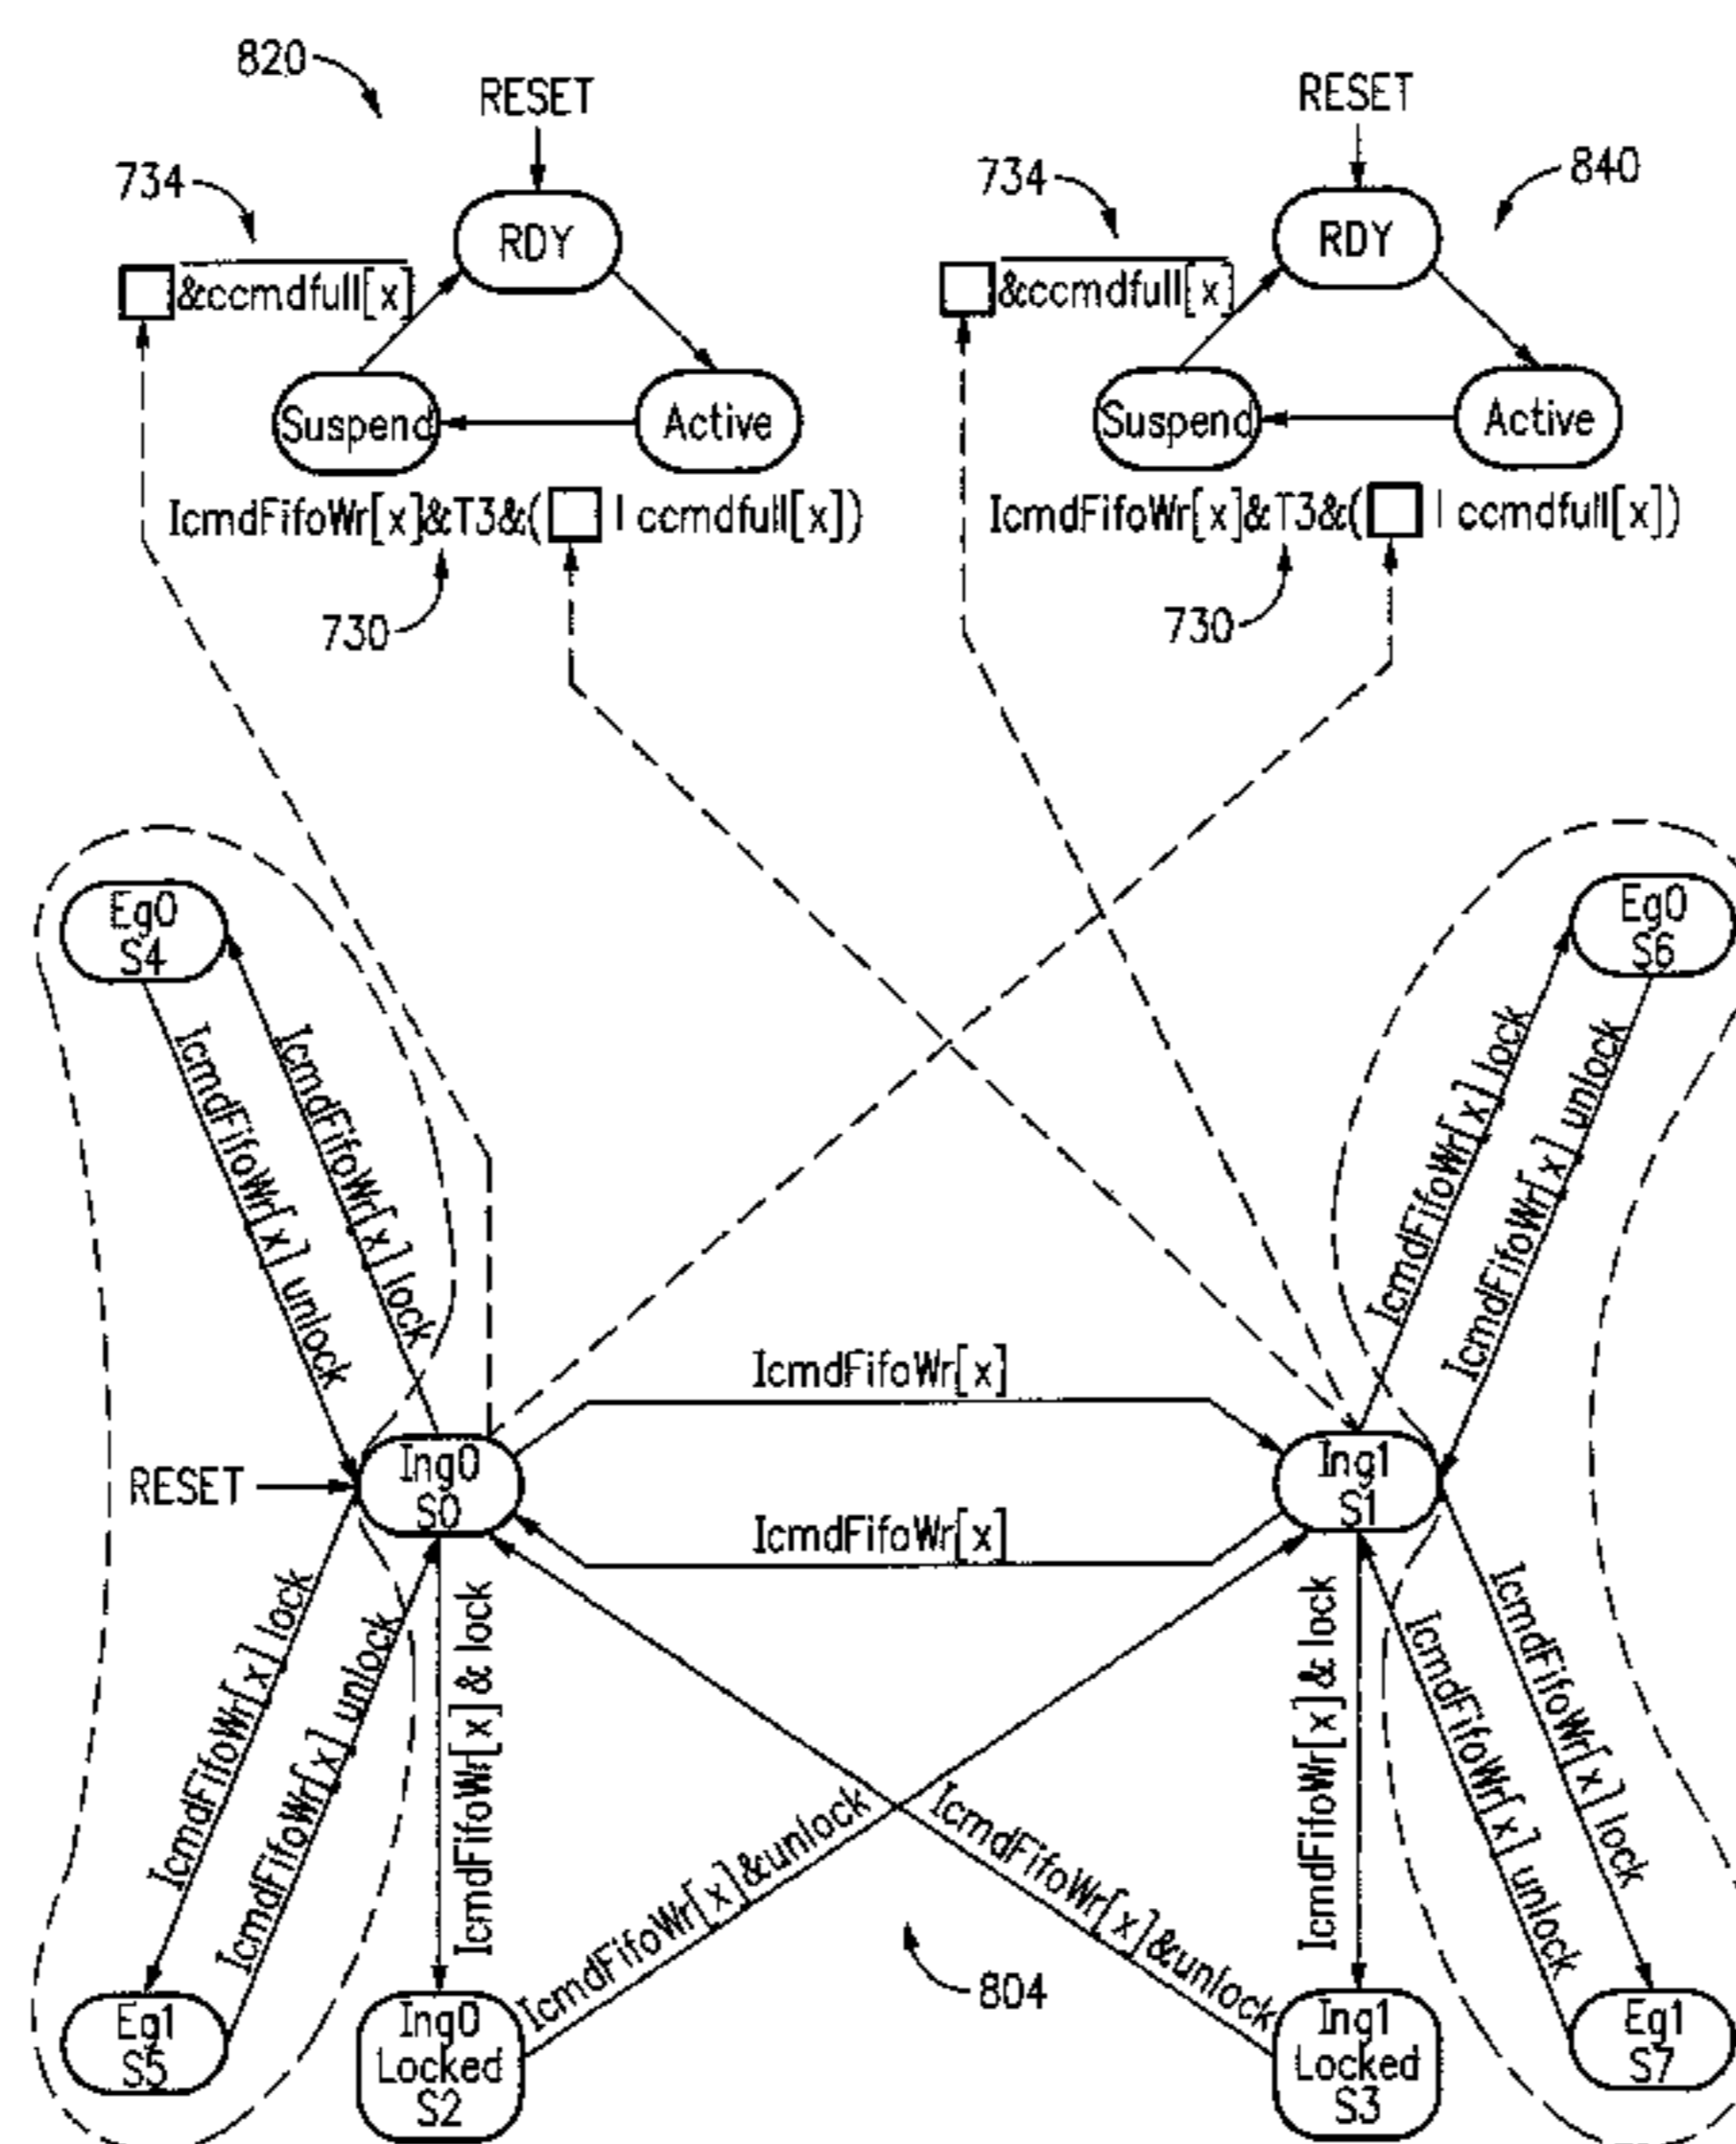 820
RESET
734
RDY
&ccmdfull[x]
Suspend
Active
IcmdFifoWr[x]&T3&( | ccmdfull[x])
730
RESET
734
840
RDY
&ccmdfull[x]
Suspend
Active
IcmdFifoWr[x]&T3&( | ccmdfull[x])
730
Eg0
S4
IcmdFifoWr[x] unlock
IcmdFifoWr[x] lock
Eg0
S6
IcmdFifoWr[x] lock
IcmdFifoWr[x] unlock
IcmdFifoWr[x]
RESET
Ing0
S0
Ing1
S1
IcmdFifoWr[x]
IcmdFifoWr[x] lock
IcmdFifoWr[x] unlock
IcmdFifoWr[x] & lock
IcmdFifoWr[x]&unlock
IcmdFifoWr[x]&unlock
IcmdFifoWr[x] & lock
IcmdFifoWr[x] unlock
IcmdFifoWr[x] lock
804
Eg1
S5
Ing0
Locked
S2
Ing1
Locked
S3
Eg1
S7